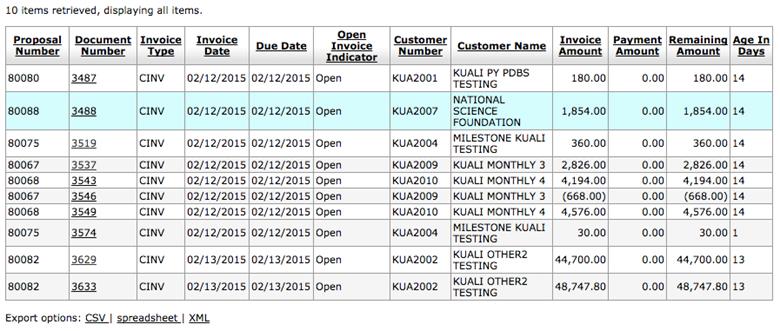 10 items retrieved, displaying all items.
Proposal Number | Document Number | Invoice Type | Invoice Date | Due Date | Open Invoice Indicator | Customer Number | Customer Name | Invoice Amount | Payment Amount | Remaining Amount | Age In Days
80080 | 3487 | CINV | 02/12/2015 | 02/12/2015 | Open | KUA2001 | KUALI PY PDBS TESTING | 180.00 | 0.00 | 180.00 | 14
80088 | 3488 | CINV | 02/12/2015 | 02/12/2015 | Open | KUA2007 | NATIONAL SCIENCE FOUNDATION | 1,854.00 | 0.00 | 1,854.00 | 14
80075 | 3519 | CINV | 02/12/2015 | 02/12/2015 | Open | KUA2004 | MILESTONE KUALI TESTING | 360.00 | 0.00 | 360.00 | 14
80067 | 3537 | CINV | 02/12/2015 | 02/12/2015 | Open | KUA2009 | KUALI MONTHLY 3 | 2,826.00 | 0.00 | 2,826.00 | 14
80068 | 3543 | CINV | 02/12/2015 | 02/12/2015 | Open | KUA2010 | KUALI MONTHLY 4 | 4,194.00 | 0.00 | 4,194.00 | 14
80067 | 3546 | CINV | 02/12/2015 | 02/12/2015 | Open | KUA2009 | KUALI MONTHLY 3 | (668.00) | 0.00 | (668.00) | 14
80068 | 3549 | CINV | 02/12/2015 | 02/12/2015 | Open | KUA2010 | KUALI MONTHLY 4 | 4,576.00 | 0.00 | 4,576.00 | 14
80075 | 3574 | CINV | 02/12/2015 | 02/12/2015 | Open | KUA2004 | MILESTONE KUALI TESTING | 30.00 | 0.00 | 30.00 | 1
80082 | 3629 | CINV | 02/13/2015 | 02/13/2015 | Open | KUA2002 | KUALI OTHER2 TESTING | 44,700.00 | 0.00 | 44,700.00 | 13
80082 | 3633 | CINV | 02/13/2015 | 02/13/2015 | Open | KUA2002 | KUALI OTHER2 TESTING | 48,747.80 | 0.00 | 48,747.80 | 13
Export options: CSV | spreadsheet | XML